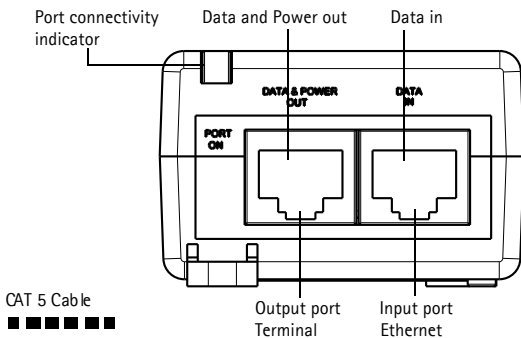 Port connectivity
indicator
Data and Power out
Data in
DATA & POWER
OUT
DATA
IN
PORT
ON
CAT 5 Cable
Output port
Terminal
Input port
Ethernet